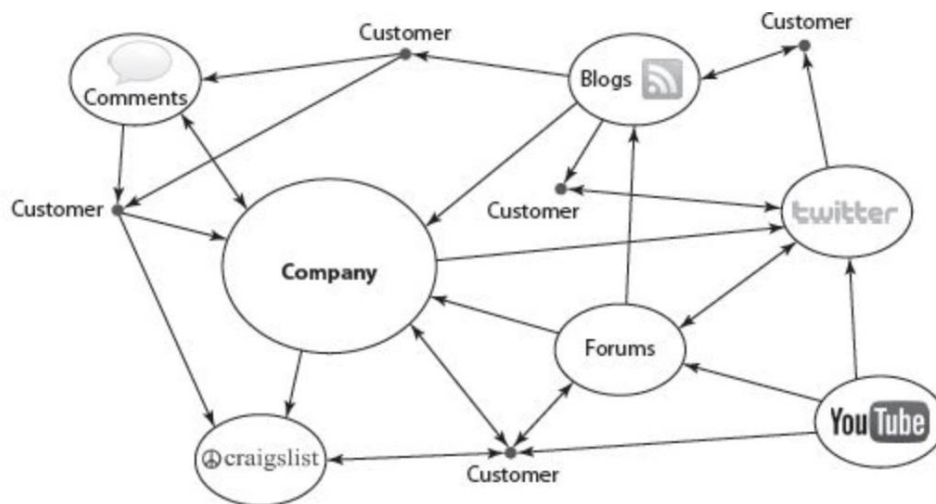 Customer
Customer
Comments
Blogs
Customer
Customer
twitter
Company
Forums
YouTube
craigslist
Customer